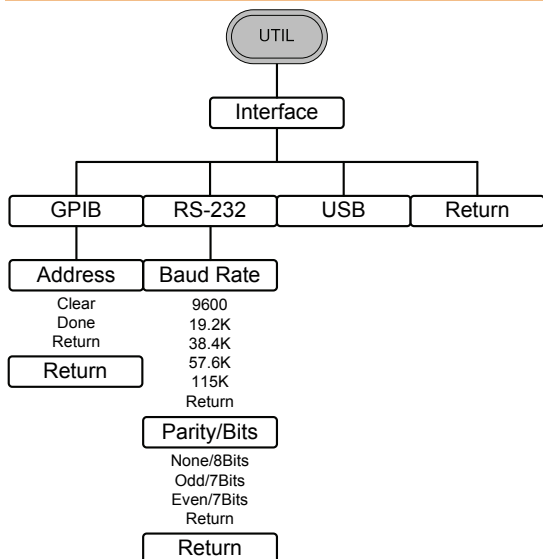 UTIL
Interface
GPIB
RS-232
USB
Return
Address
Clear
Done
Return
Return
Baud Rate
9600
19.2K
38.4K
57.6K
115K
Return
Parity/Bits
None/8Bits
Odd/7Bits
Even/7Bits
Return
Return